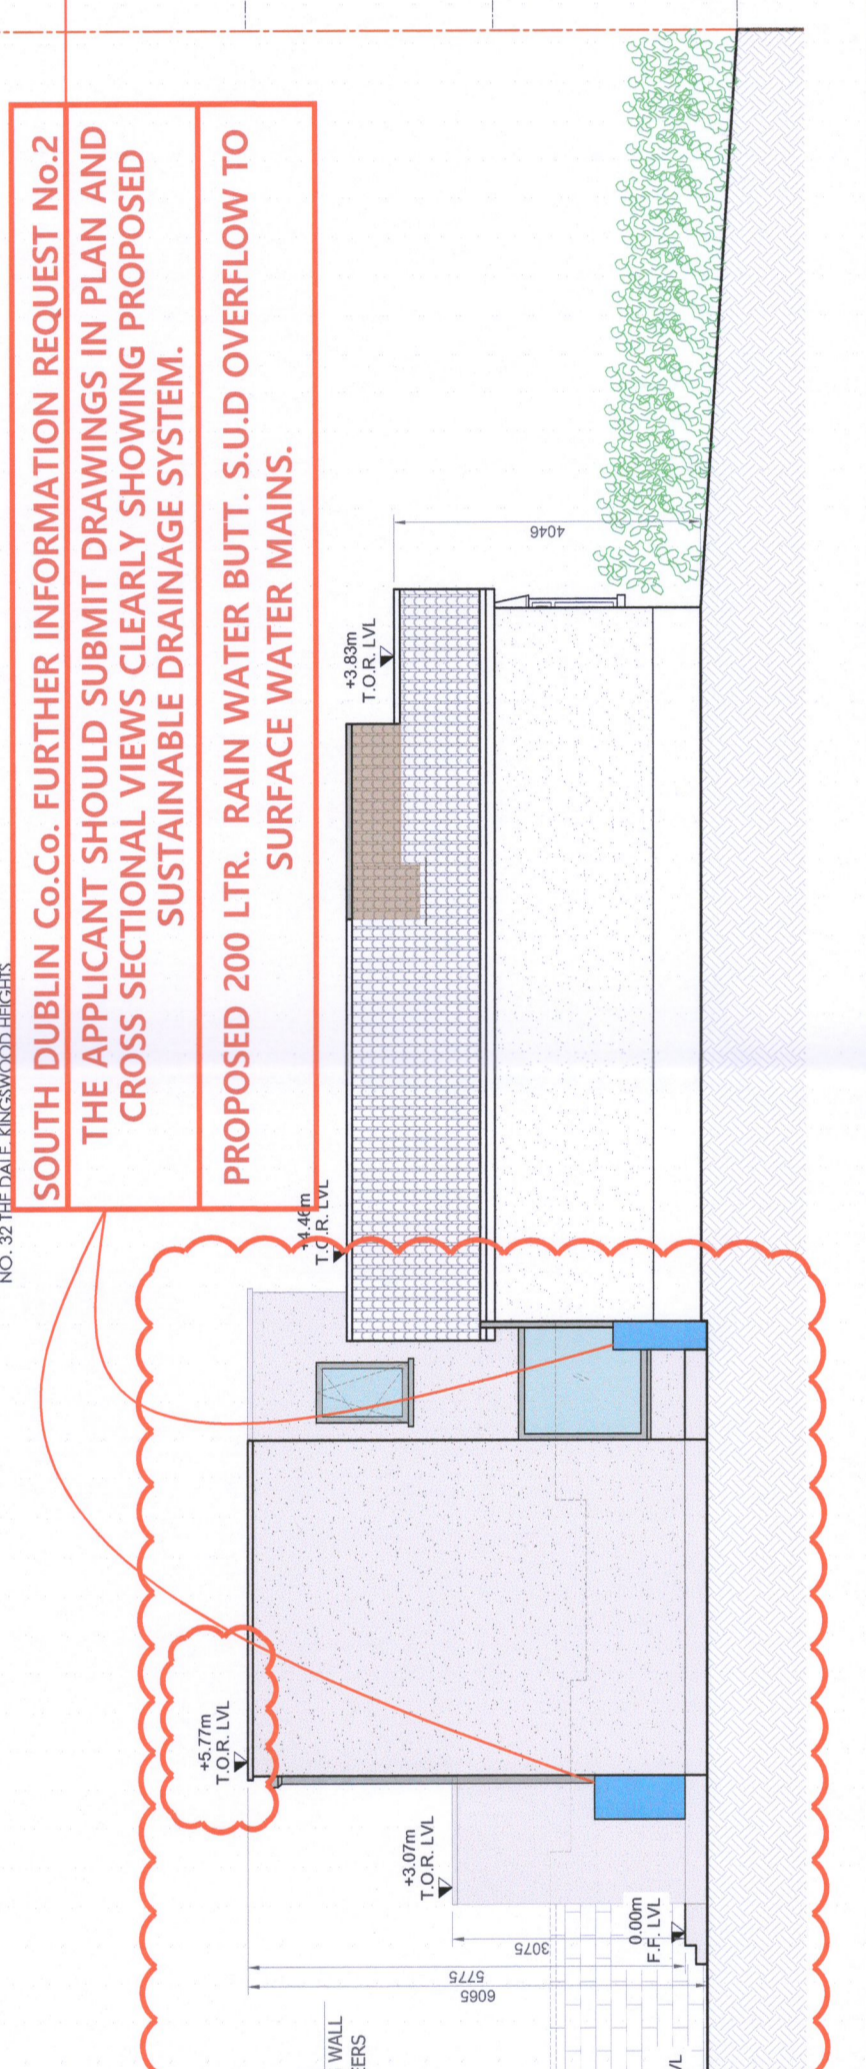 NO. 32 THE DALE, KINGSWOOD HEIGHTS
SOUTH DUBLIN Co.Co. FURTHER INFORMATION REQUEST No.2
THE APPLICANT SHOULD SUBMIT DRAWINGS IN PLAN AND
CROSS SECTIONAL VIEWS CLEARLY SHOWING PROPOSED
SUSTAINABLE DRAINAGE SYSTEM.
PROPOSED 200 LTR. RAIN WATER BUTT. S.U.D OVERFLOW TO
SURFACE WATER MAINS.
+5.77m
T.O.R. LVL
+4.46m
T.O.R. LVL
+3.83m
T.O.R. LVL
4046
+3.07m
T.O.R. LVL
0.00m
F.F. LVL
3075
5775
6065
WALL